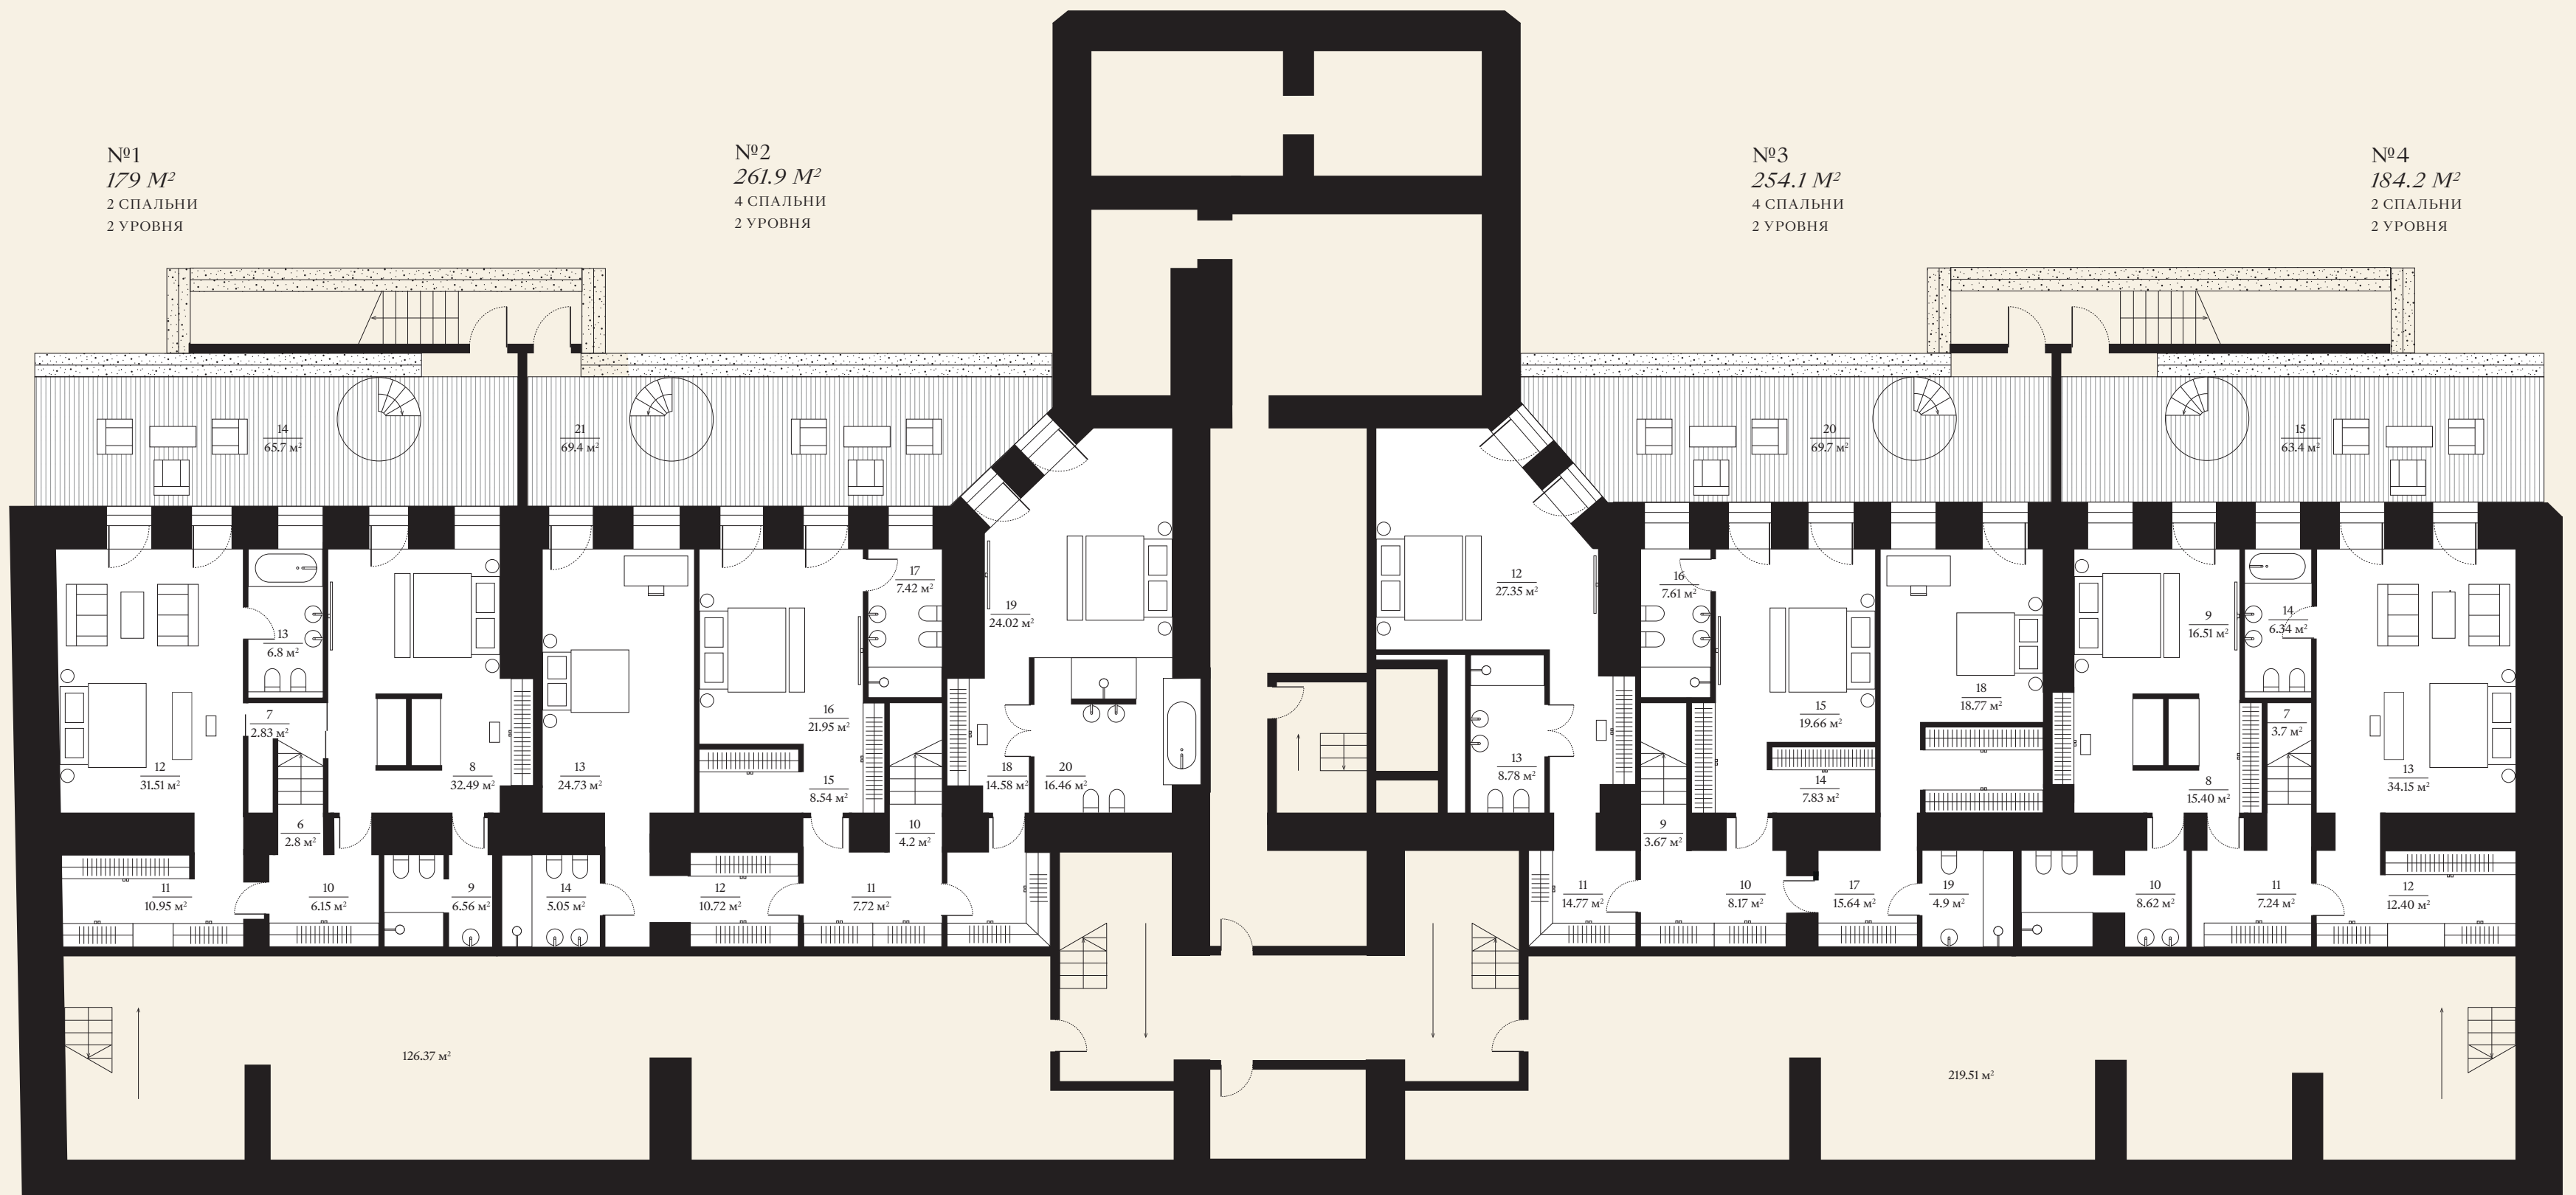 №1
179 М²
2 СПАЛЬНИ
2 УРОВНЯ
№2
261.9 М²
4 СПАЛЬНИ
2 УРОВНЯ
№3
254.1 М²
4 СПАЛЬНИ
2 УРОВНЯ
№4
184.2 М²
2 СПАЛЬНИ
2 УРОВНЯ
14
65.7 м²
21
69.4 м²
20
69.7 м²
15
63.4 м²
13
6.8 м²
7
2.83 м²
12
31.51 м²
8
32.49 м²
6
2.8 м²
11
10.95 м²
10
6.15 м²
9
6.56 м²
13
24.73 м²
14
5.05 м²
17
7.42 м²
16
21.95 м²
15
8.54 м²
10
4.2 м²
12
10.72 м²
11
7.72 м²
19
24.02 м²
18
14.58 м²
20
16.46 м²
12
27.35 м²
13
8.78 м²
11
14.77 м²
16
7.61 м²
15
19.66 м²
14
7.83 м²
9
3.67 м²
10
8.17 м²
18
18.77 м²
17
15.64 м²
19
4.9 м²
9
16.51 м²
14
6.34 м²
7
3.7 м²
8
15.40 м²
13
34.15 м²
10
8.62 м²
11
7.24 м²
12
12.40 м²
126.37 м²
219.51 м²